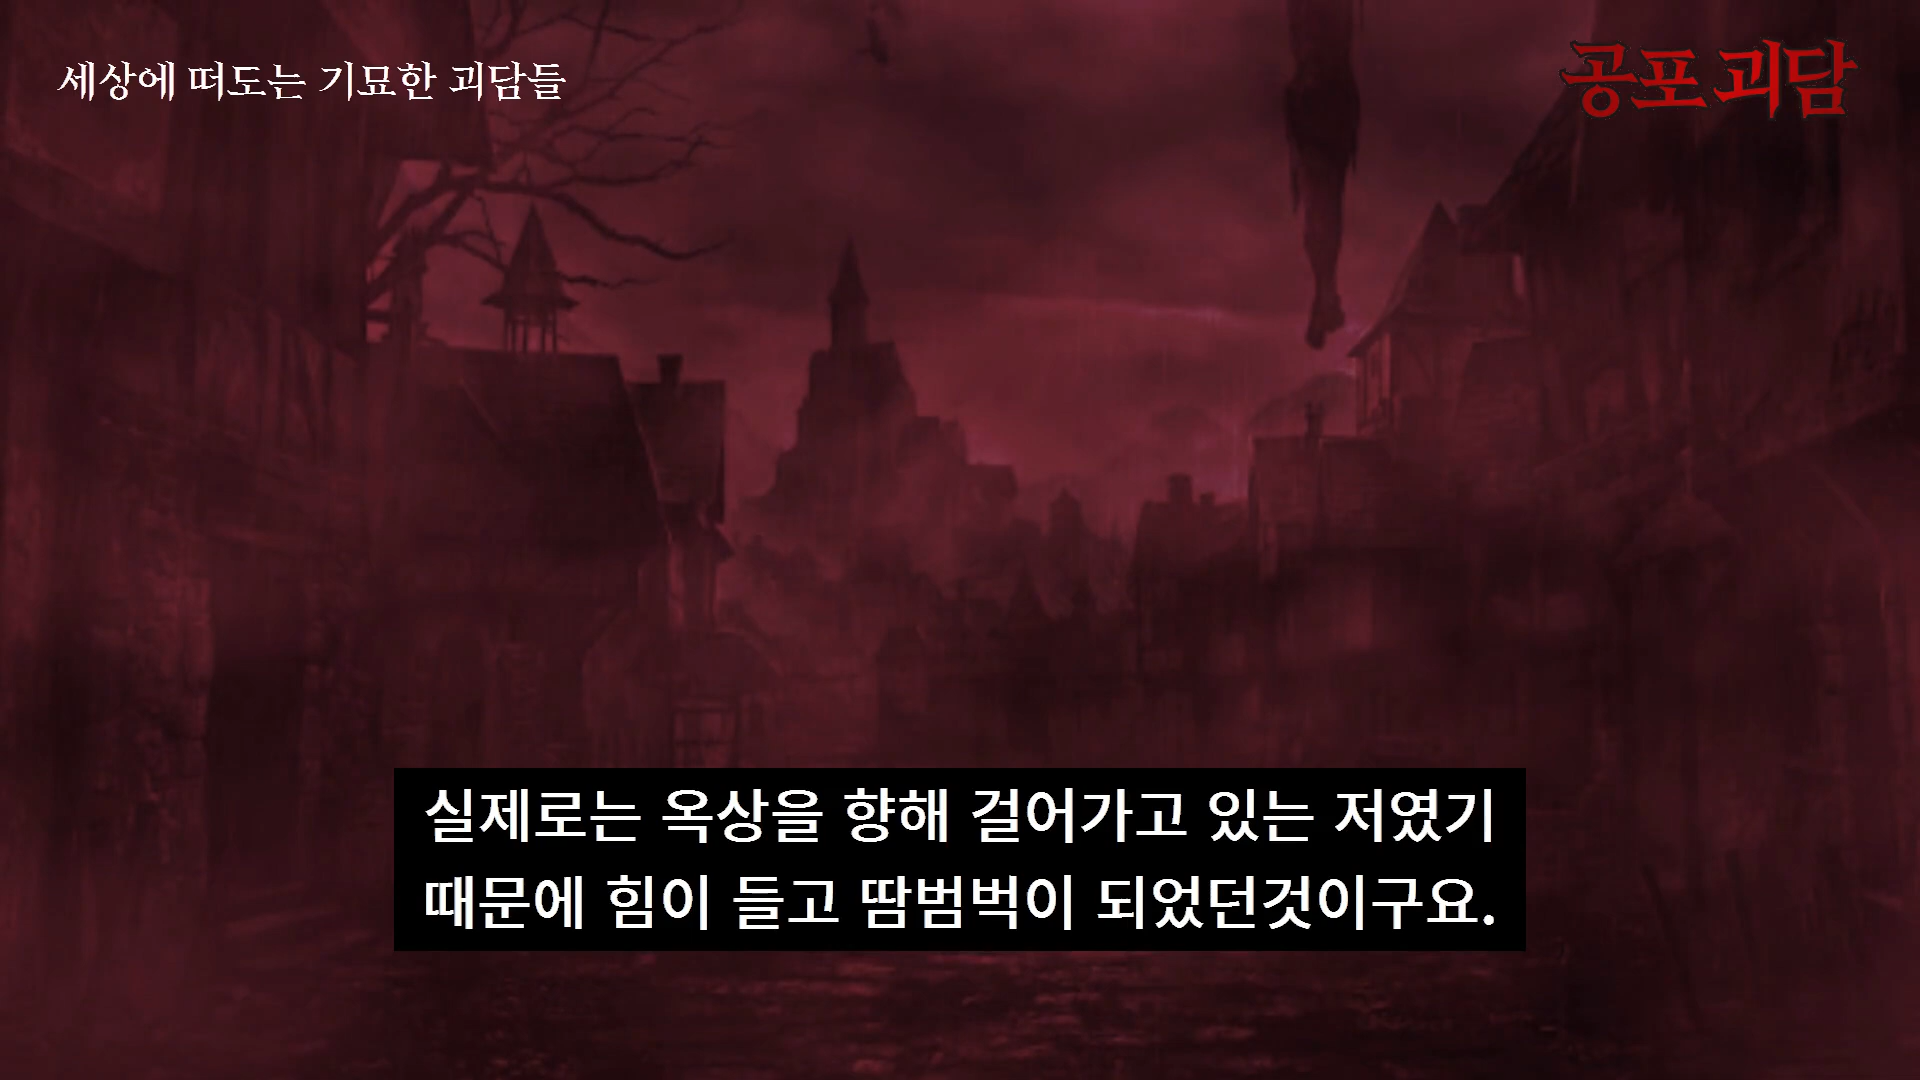 세상에 떠도는 기묘한 괴담들
공포 괴담
실제로는 옥상을 향해 걸어가고 있는 저였기
때문에 힘이 들고 땀범벅이 되었던것이구요.